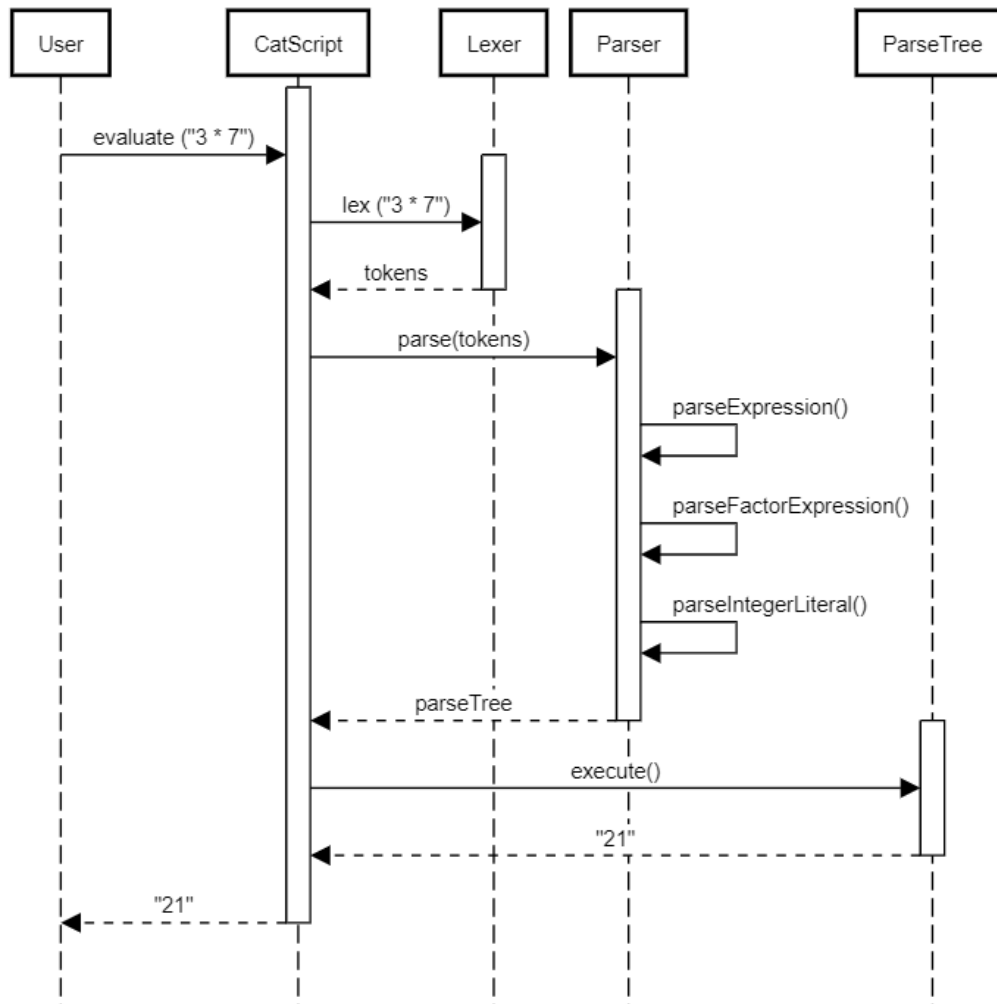 User
CatScript
Lexer
Parser
ParseTree
evaluate ("3 * 7")
lex ("3 * 7")
tokens
parse(tokens)
parseExpression()
parseFactorExpression()
parseIntegerLiteral()
parseTree
execute()
"21"
"21"